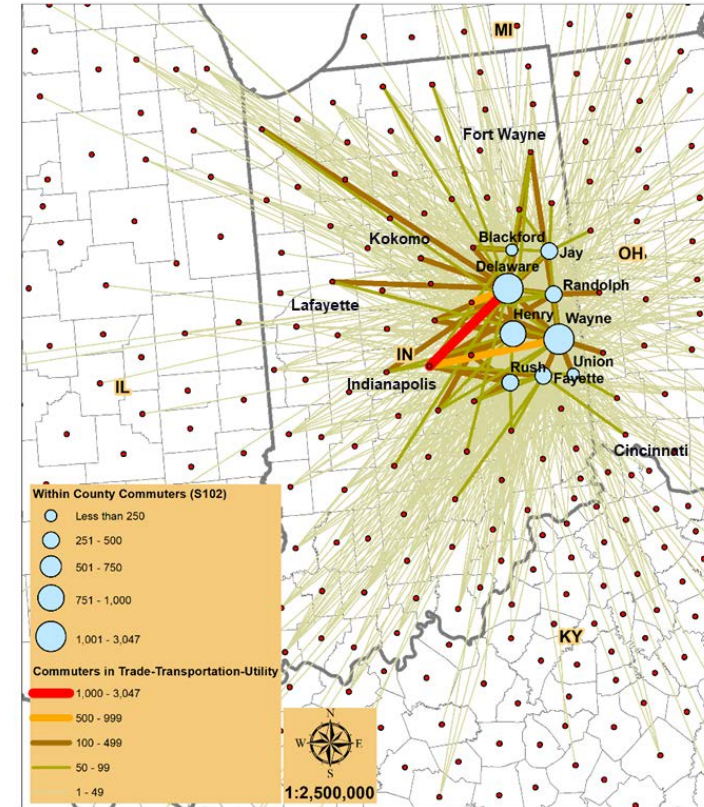 MI
Fort Wayne
Kokomo
Blackford
Jay
OH
Delaware
Randolph
Lafayette
Henry
Wayne
IN
Rush
Union
Indianapolis
Fayette
IL
Cincinnati
Within County Commuters (S102)
Less than 250
251 - 500
501 - 750
751 - 1,000
1,001 - 3,047
KY
Commuters in Trade-Transportation-Utility
1,000 - 3,047
500 - 999
100 - 499
50 - 99
1 - 49
N
W E
S
1:2,500,000